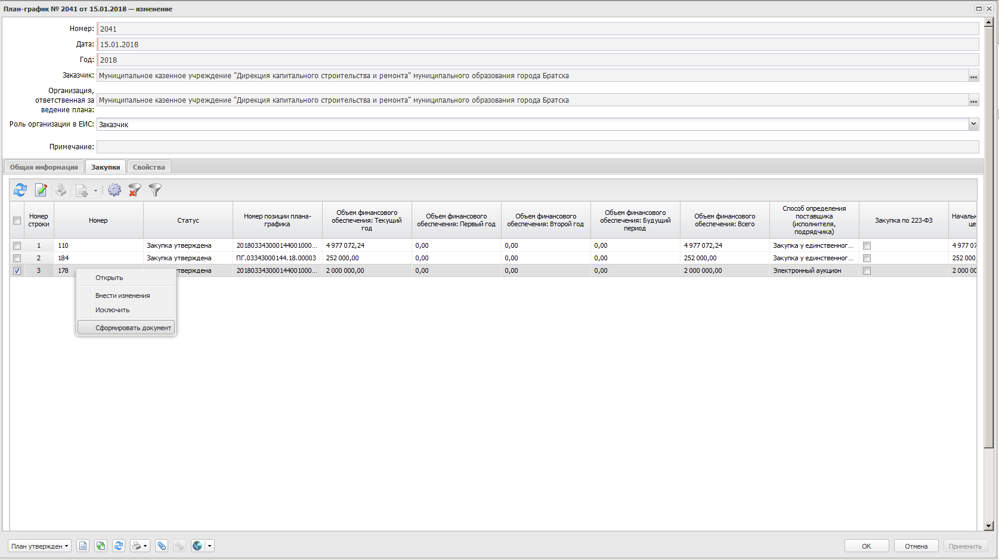 План-график № 2041 от 15.01.2018 — изменение
Номер: 2041
Дата: 15.01.2018
Год: 2018
Заказчик: Муниципальное казенное учреждение "Дирекция капитального строительства и ремонта" муниципального образования города Братска
Организация,
ответственная за
ведение плана:
Муниципальное казенное учреждение "Дирекция капитального строительства и ремонта" муниципального образования города Братска
Роль организации в ЕИС: Заказчик
Примечание:
Общая информация Закупки Свойства
Номер
строки
Номер
Статус
Номер позиции плана-
графика
Объем финансового
обеспечения: Текущий
год
Объем финансового
обеспечения: Первый год
Объем финансового
обеспечения: Второй год
Объем финансового
обеспечения: Будущий
период
Объем финансового
обеспечения: Всего
Способ определения
поставщика
(исполнителя,
подрядчика)
Закупка по 223-ФЗ
Начальн
це
1 110 Закупка утверждена 201803343000144001000... 4 977 072,24 0,00 0,00 0,00 4 977 072,24 Закупка у единственног... 4 977 07
2 184 Закупка утверждена ПГ.03343000144.18.00003 252 000,00 0,00 0,00 0,00 252 000,00 Закупка у единственног... 252 000,
3 178 тверждена 201803343000144001000... 2 000 000,00 0,00 0,00 0,00 2 000 000,00 Электронный аукцион 2 000 00
Открыть
Внести изменения
Исключить
Сформировать документ
План утвержден
ОК Отмена Применить